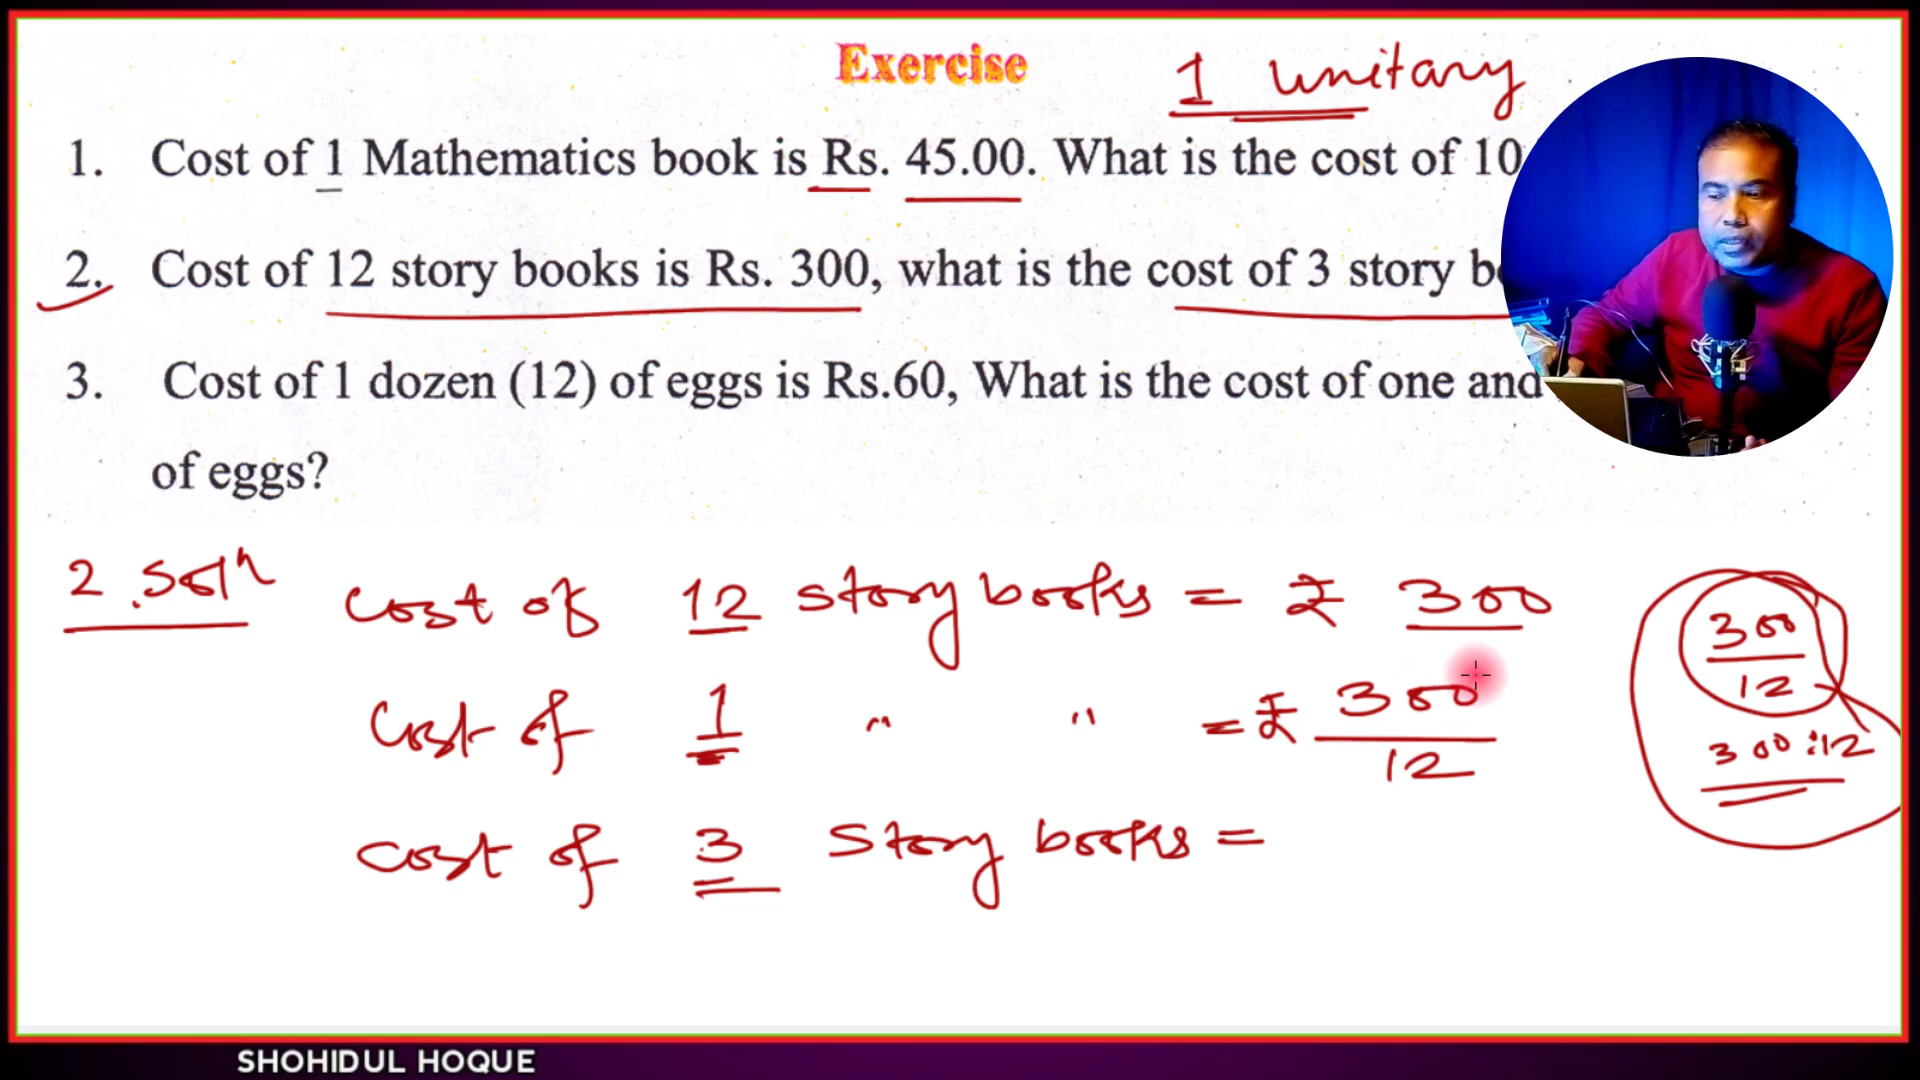 Exercise
1 unitary
1. Cost of 1 Mathematics book is Rs. 45.00. What is the cost of 10
2. Cost of 12 story books is Rs. 300, what is the cost of 3 story b
3. Cost of 1 dozen (12) of eggs is Rs.60, What is the cost of one and
of eggs?
2. Solⁿ
cost of 12 story books = ₹ 300
cost of 1 " " = ₹ 300/12
cost of 3 story books =
300/12
300:12
SHOHIDUL HOQUE